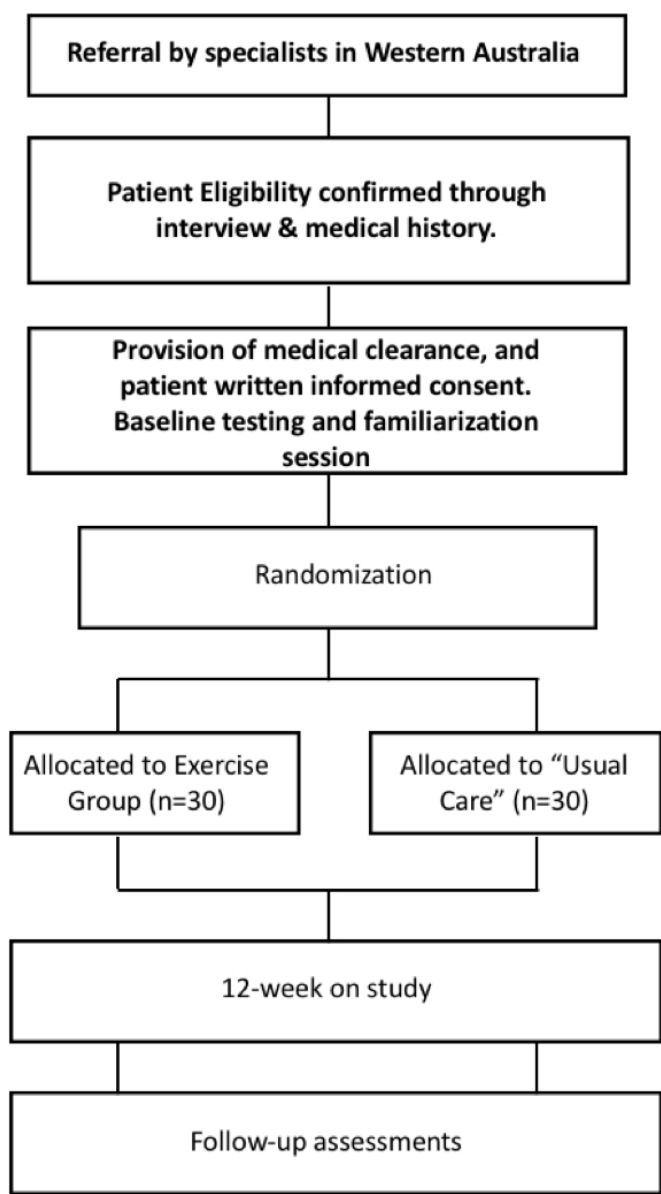 Referral by specialists in Western Australia
Patient Eligibility confirmed through
interview & medical history.
Provision of medical clearance, and
patient written informed consent.
Baseline testing and familiarization
session
Randomization
Allocated to Exercise
Group (n=30)
Allocated to “Usual
Care” (n=30)
12-week on study
Follow-up assessments